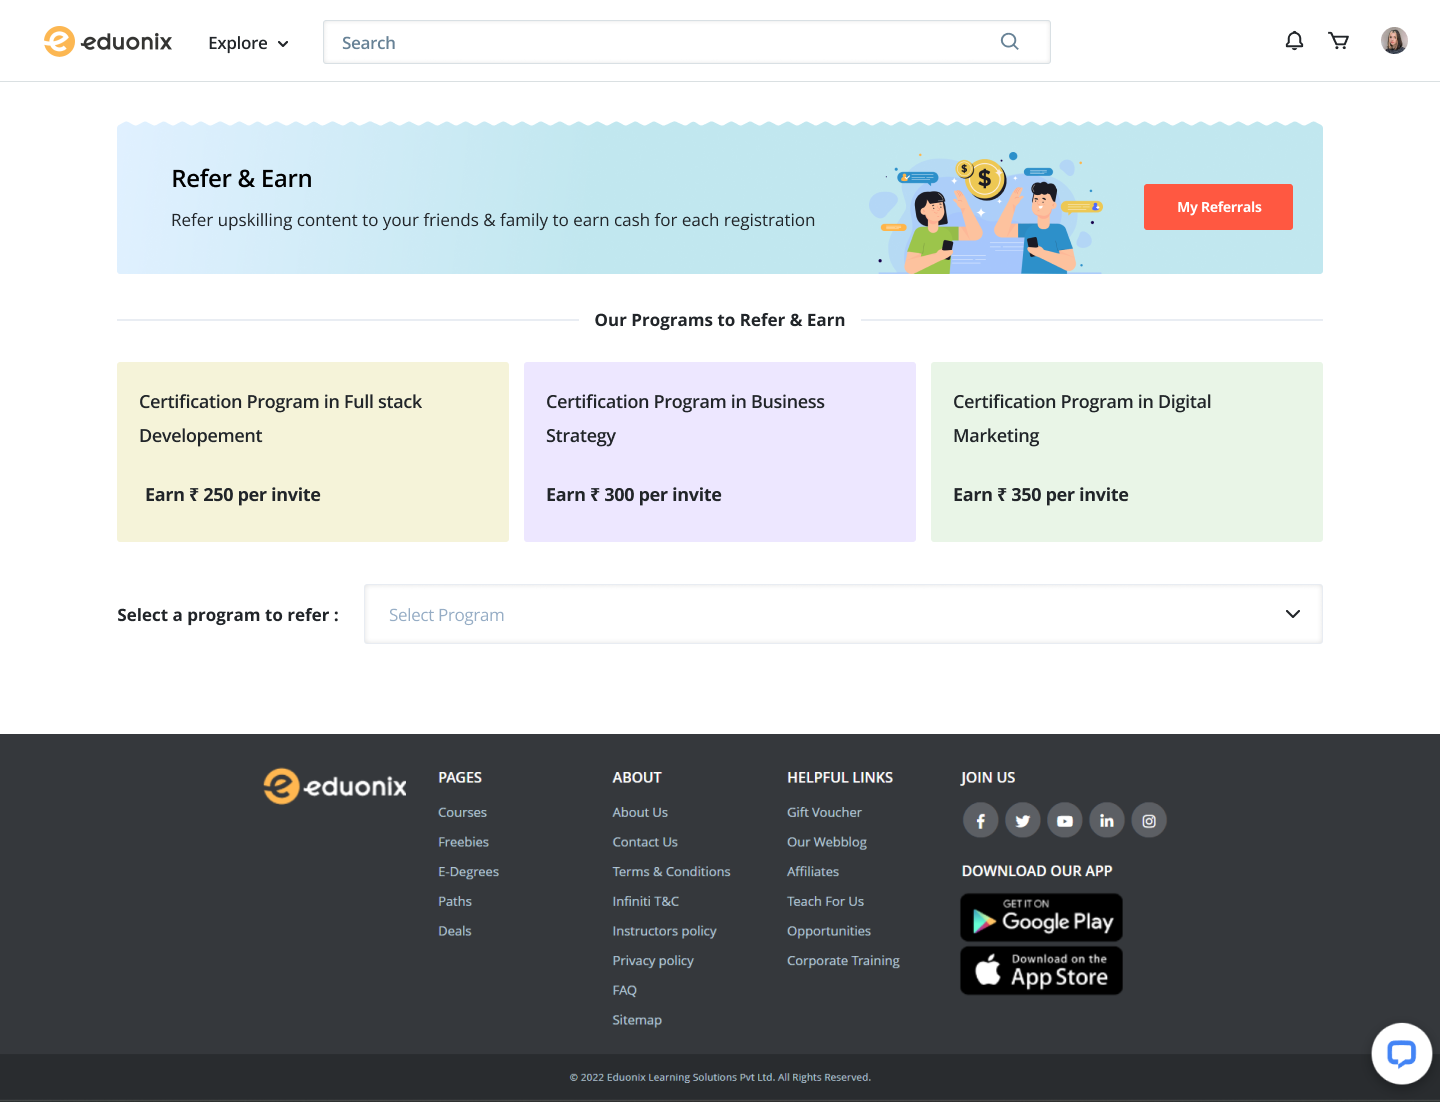 eduonix
Explore
Search
Refer & Earn
Refer upskilling content to your friends & family to earn cash for each registration
My Referrals
Our Programs to Refer & Earn
Certification Program in Full stack
Developement
Earn ₹ 250 per invite
Certification Program in Business
Strategy
Earn ₹ 300 per invite
Certification Program in Digital
Marketing
Earn ₹ 350 per invite
Select a program to refer :
Select Program
eduonix
PAGES
Courses
Freebies
E-Degrees
Paths
Deals
ABOUT
About Us
Contact Us
Terms & Conditions
Infiniti T&C
Instructors policy
Privacy policy
FAQ
Sitemap
HELPFUL LINKS
Gift Voucher
Our Webblog
Affiliates
Teach For Us
Opportunities
Corporate Training
JOIN US
DOWNLOAD OUR APP
GET IT ON
Google Play
Download on the
App Store
© 2022 Eduonix Learning Solutions Pvt Ltd. All Rights Reserved.